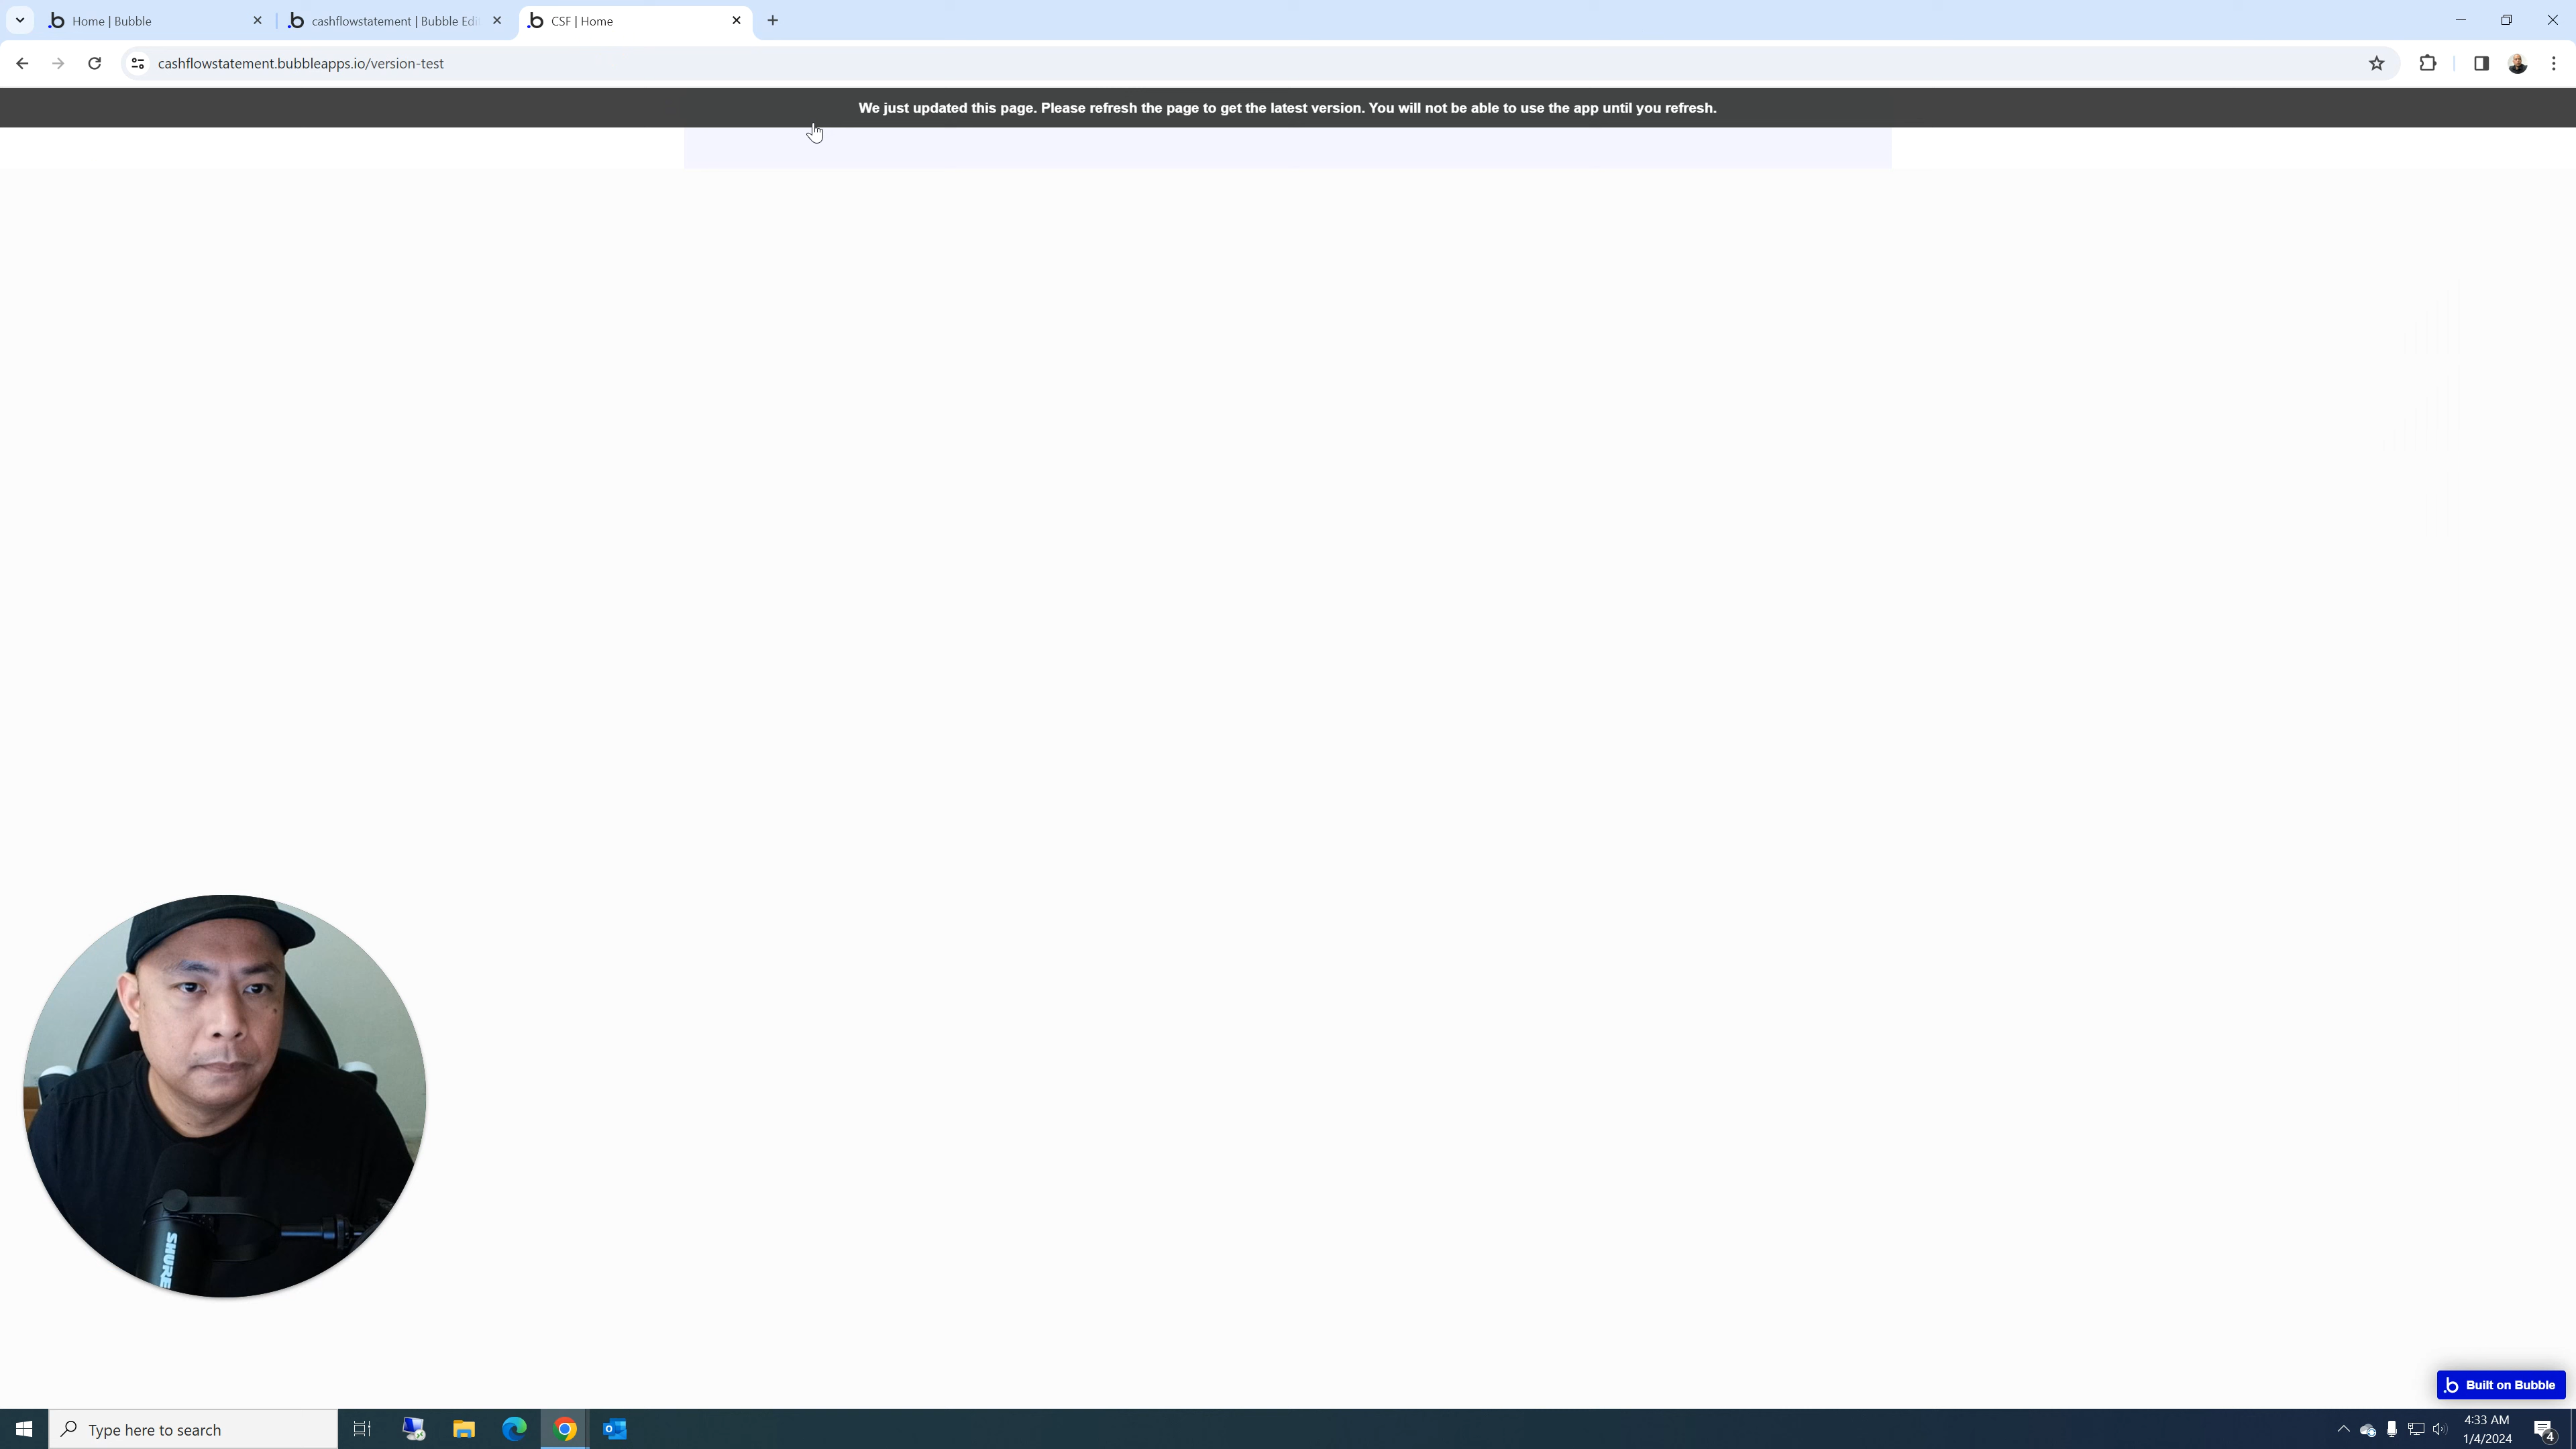 Home | Bubble
cashflowstatement | Bubble Edi
CSF | Home
cashflowstatement.bubbleapps.io/version-test
We just updated this page. Please refresh the page to get the latest version. You will not be able to use the app until you refresh.
SHURE
b Built on Bubble
Type here to search
4:33 AM
1/4/2024
4